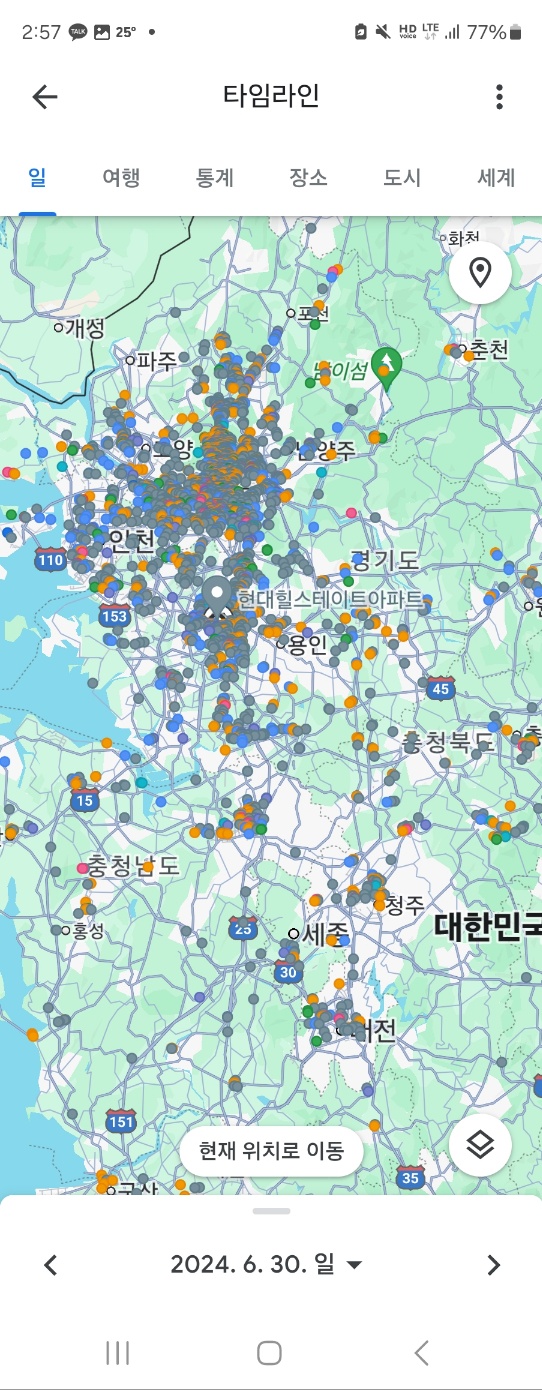 2:57 TALK 25° HD voice LTE 77%
타임라인
일 여행 통계 장소 도시 세계
화천
개성
포천
파주
춘천
남이섬
고양
남양주
인천
110
경기도
현대힐스테이트아파트
153
용인
45
충청북도
15
충청남도
청주
대한민국
홍성
25
세종
30
대전
151
현재 위치로 이동
35
군산
2024. 6. 30. 일